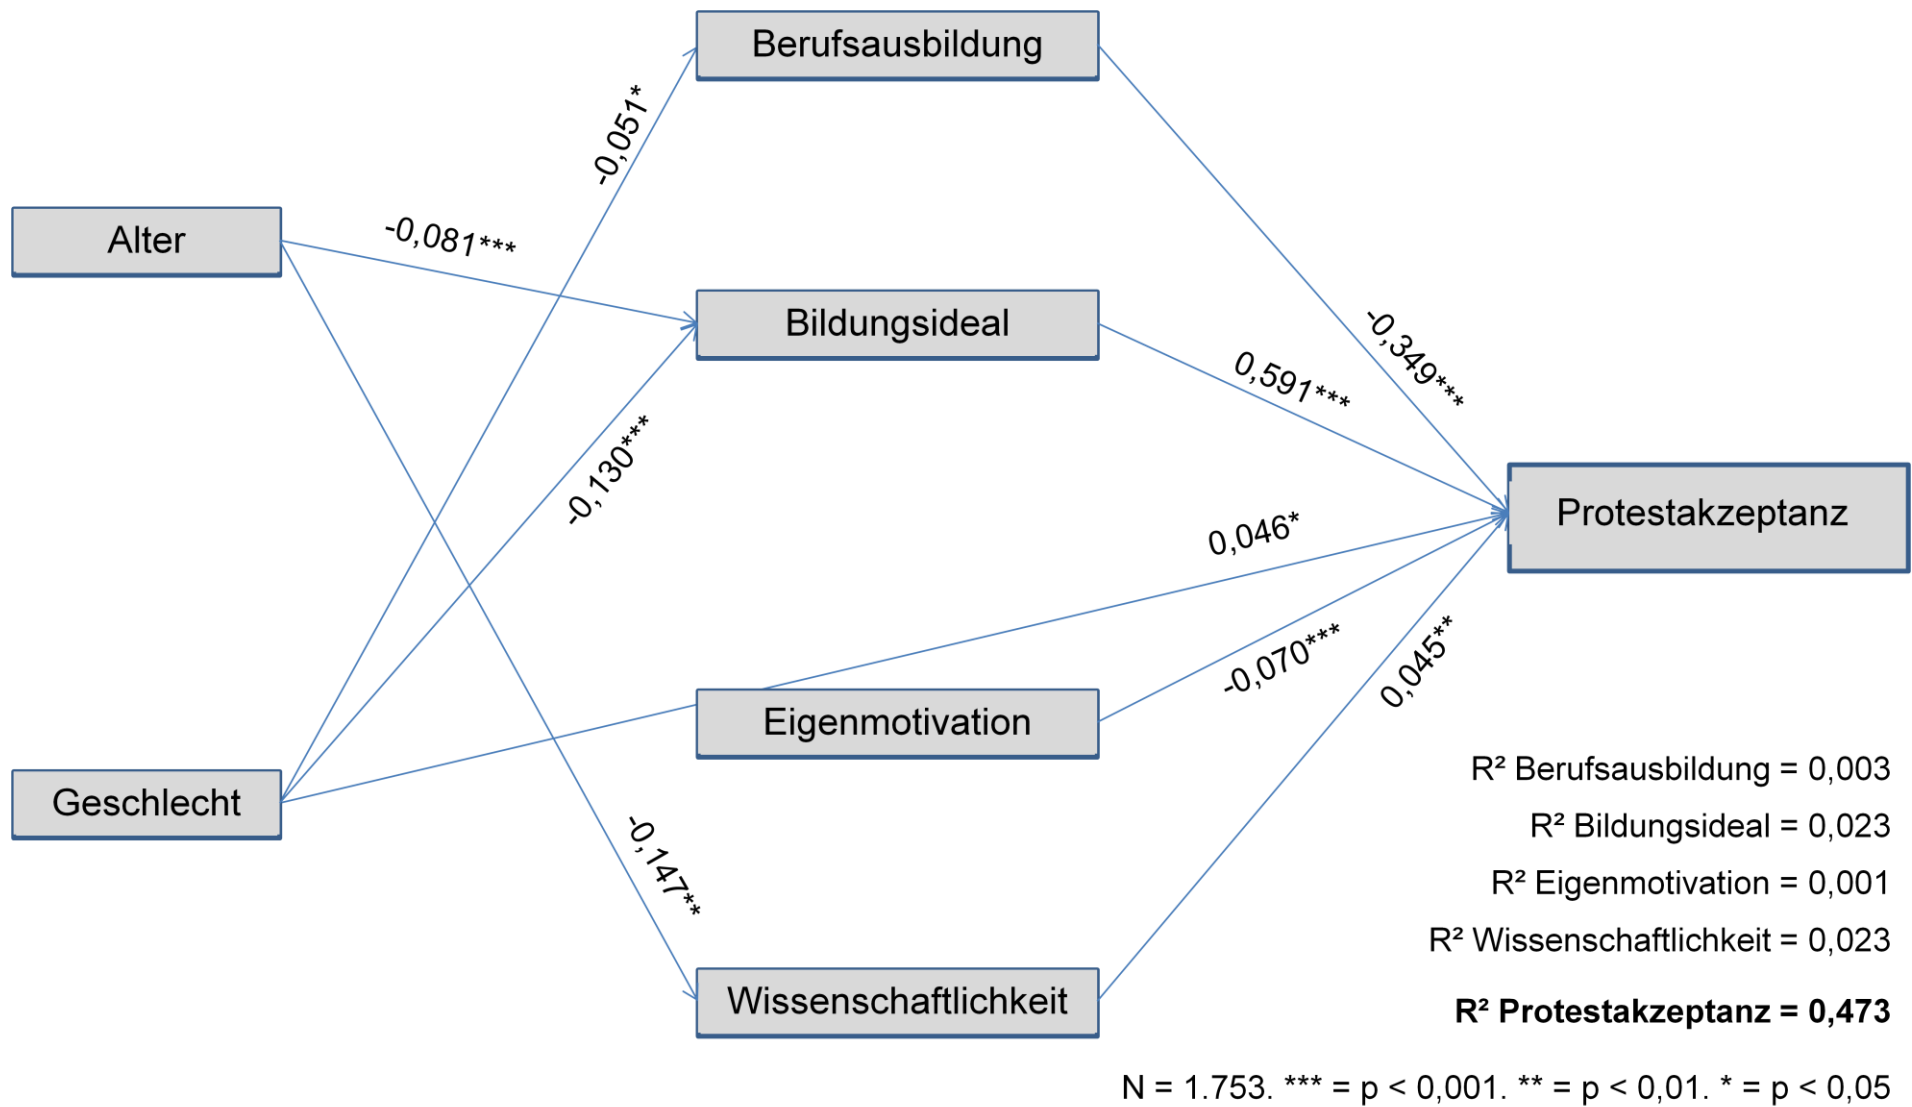 Berufsausbildung
-0,051*
Alter
-0,081***
Bildungsideal
-0,349***
0,591***
-0,130***
Protestakzeptanz
0,046*
-0,070***
0,045**
Eigenmotivation
Geschlecht
-0,147**
Wissenschaftlichkeit
R² Berufsausbildung = 0,003
R² Bildungsideal = 0,023
R² Eigenmotivation = 0,001
R² Wissenschaftlichkeit = 0,023
R² Protestakzeptanz = 0,473
N = 1.753. *** = p < 0,001. ** = p < 0,01. * = p < 0,05